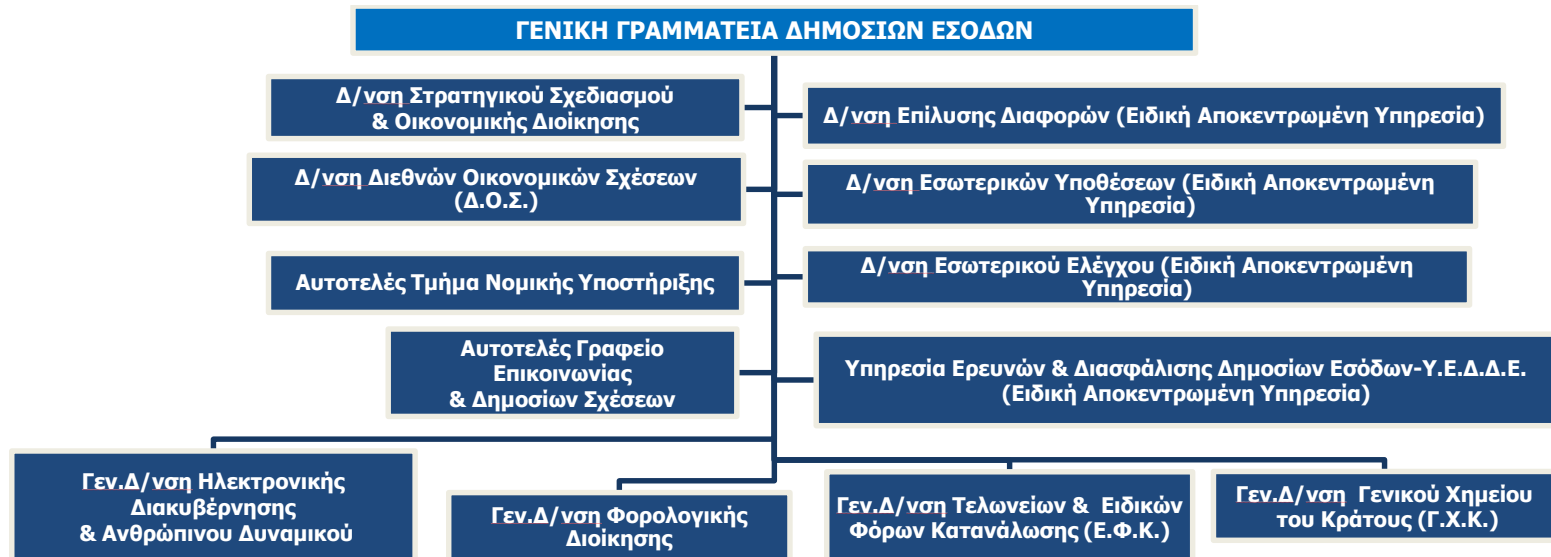 ΓΕΝΙΚΗ ΓΡΑΜΜΑΤΕΙΑ ΔΗΜΟΣΙΩΝ ΕΣΟΔΩΝ
Δ/νση Στρατηγικού Σχεδιασμού
& Οικονομικής Διοίκησης
Δ/νση Επίλυσης Διαφορών (Ειδική Αποκεντρωμένη Υπηρεσία)
Δ/νση Διεθνών Οικονομικών Σχέσεων
(Δ.Ο.Σ.)
Δ/νση Εσωτερικών Υποθέσεων (Ειδική Αποκεντρωμένη
Υπηρεσία)
Αυτοτελές Τμήμα Νομικής Υποστήριξης
Δ/νση Εσωτερικού Ελέγχου (Ειδική Αποκεντρωμένη
Υπηρεσία)
Αυτοτελές Γραφείο
Επικοινωνίας
& Δημοσίων Σχέσεων
Υπηρεσία Ερευνών & Διασφάλισης Δημοσίων Εσόδων-Υ.Ε.Δ.Δ.Ε.
(Ειδική Αποκεντρωμένη Υπηρεσία)
Γεν.Δ/νση Ηλεκτρονικής
Διακυβέρνησης
& Ανθρώπινου Δυναμικού
Γεν.Δ/νση Φορολογικής
Διοίκησης
Γεν.Δ/νση Τελωνείων & Ειδικών
Φόρων Κατανάλωσης (Ε.Φ.Κ.)
Γεν.Δ/νση Γενικού Χημείου
του Κράτους (Γ.Χ.Κ.)